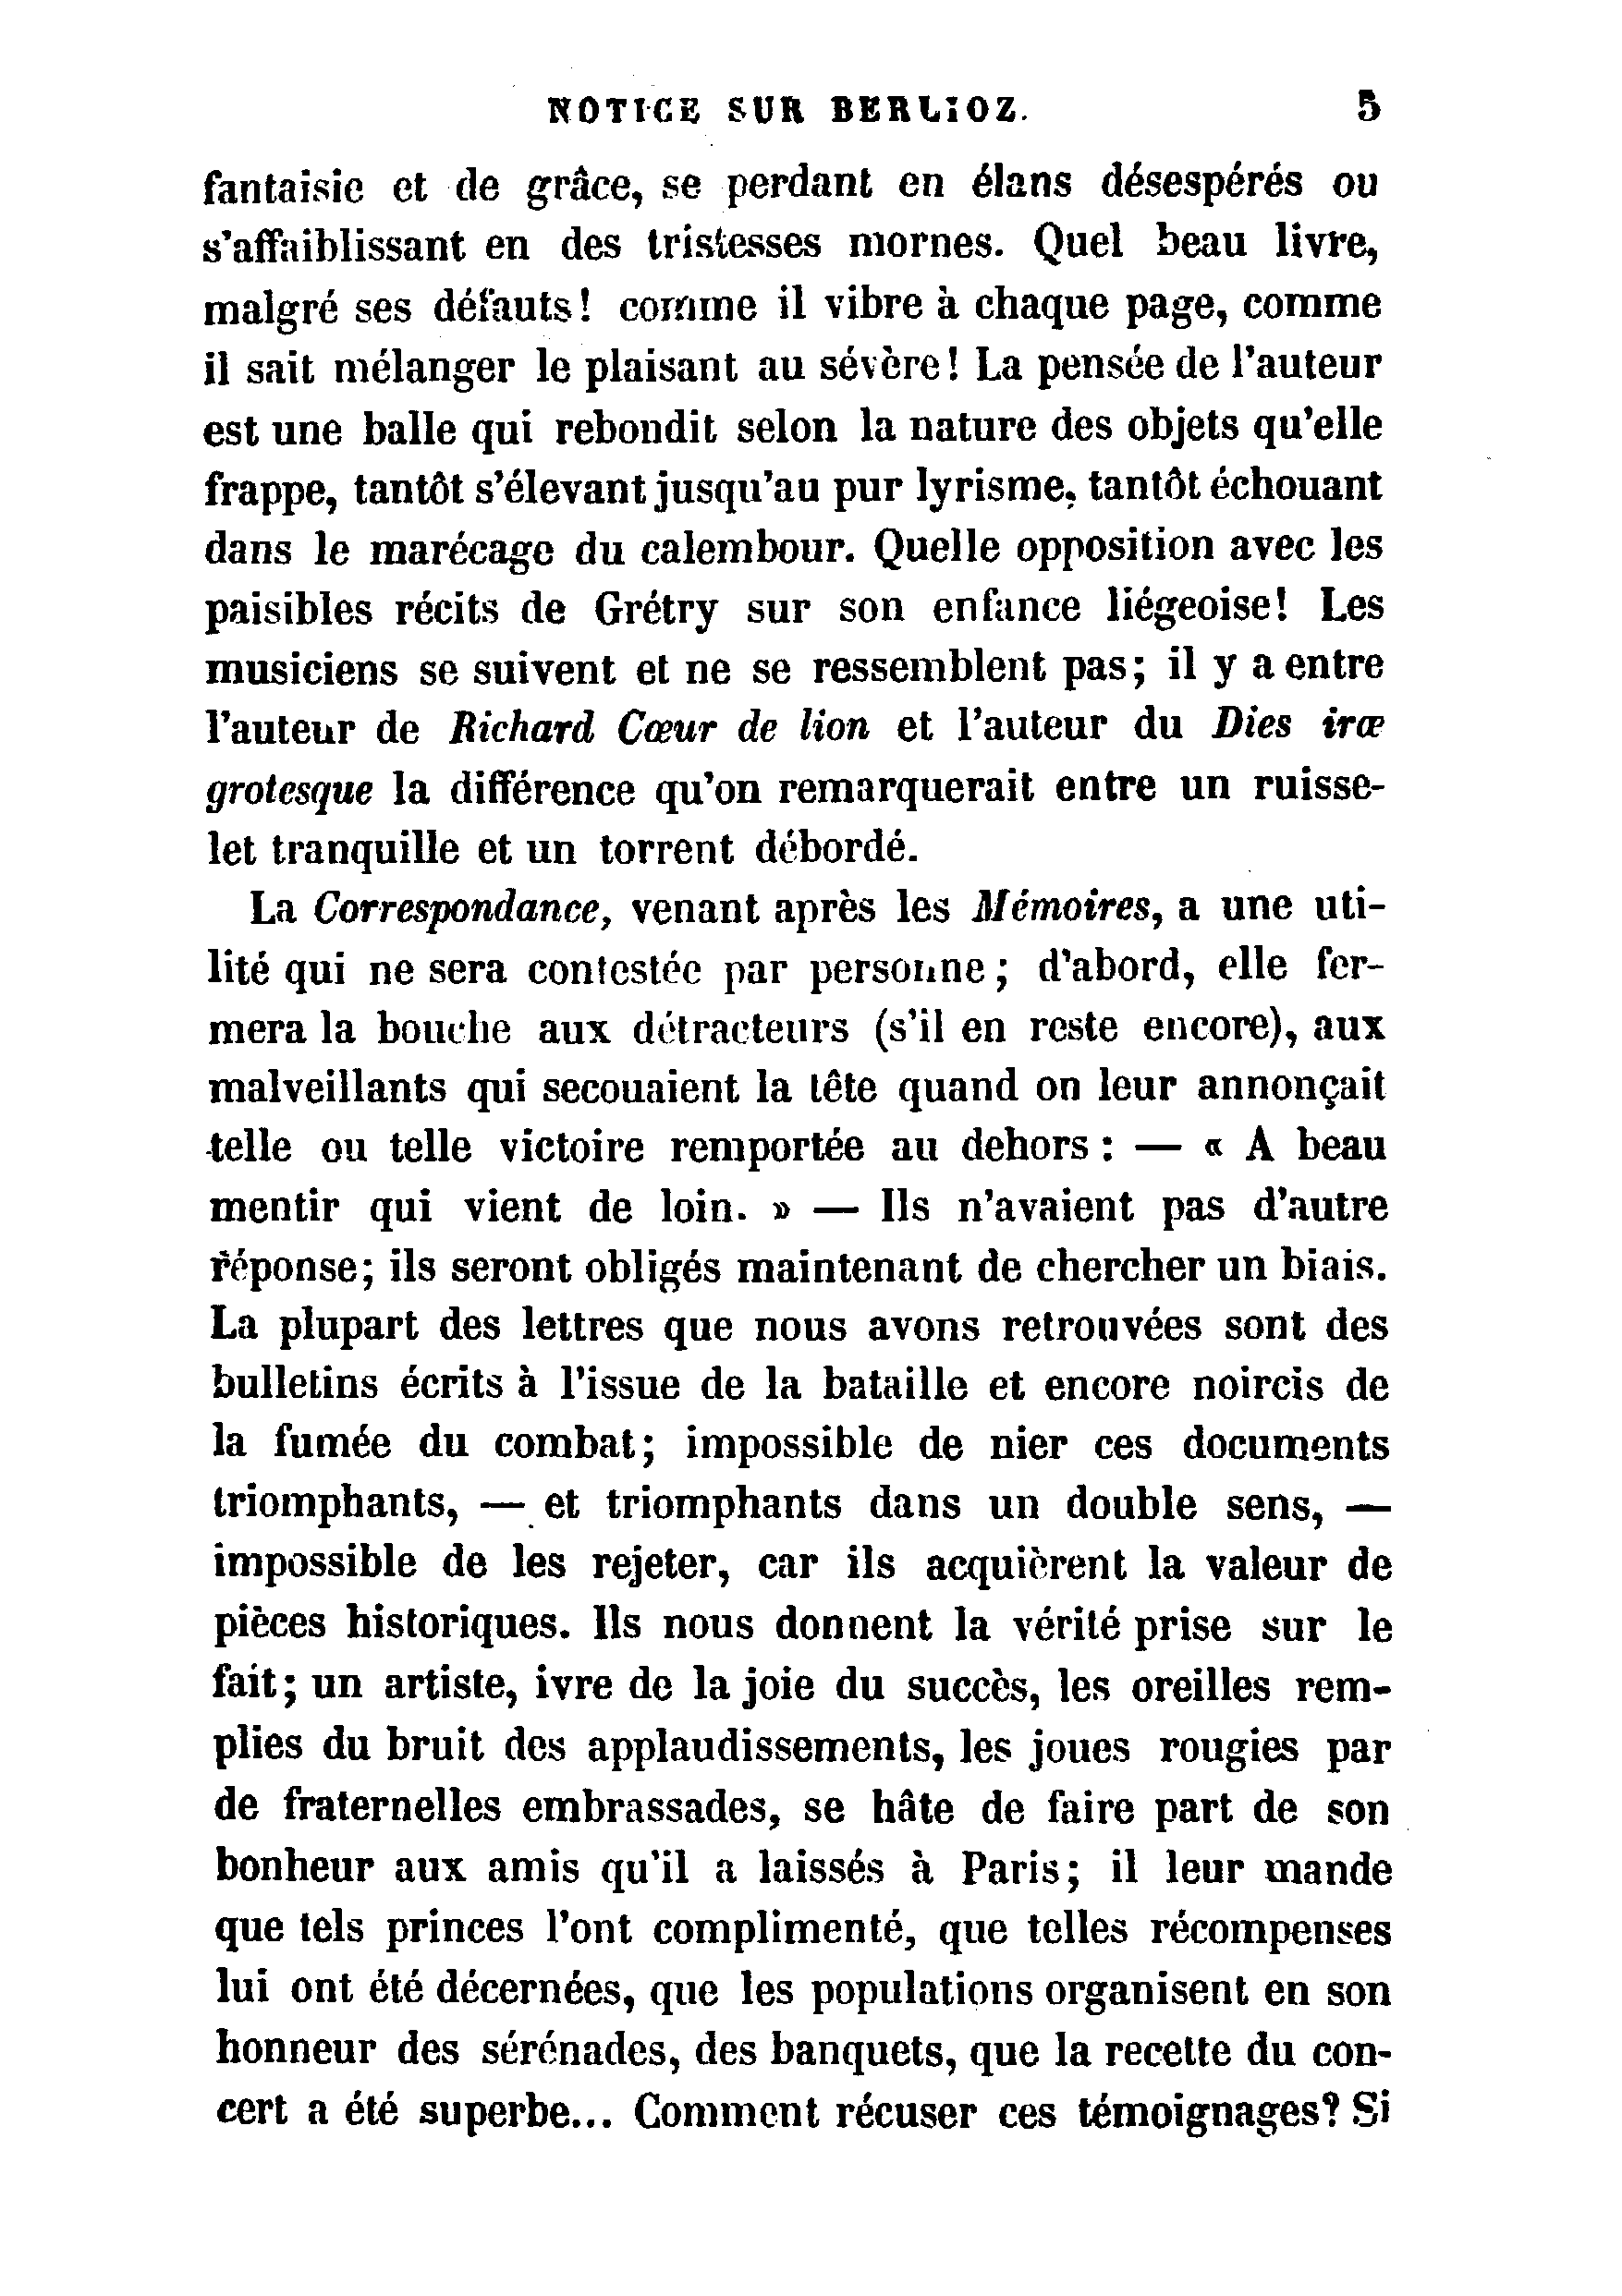 NOTICE SUR BERLIOZ. 5
fantaisie et de grâce, se perdant en élans désespérés ou
s'affaiblissant en des tristesses mornes. Quel beau livre,
malgré ses défauts! comme il vibre à chaque page, comme
il sait mélanger le plaisant au sévère! La pensée de l'auteur
est une balle qui rebondit selon la nature des objets qu'elle
frappe, tantôt s'élevant jusqu'au pur lyrisme, tantôt échouant
dans le marécage du calembour. Quelle opposition avec les
paisibles récits de Grétry sur son enfance liégeoise! Les
musiciens se suivent et ne se ressemblent pas; il y a entre
l'auteur de Richard Cœur de lion et l'auteur du Dies iræ
grotesque la différence qu'on remarquerait entre un ruisse-
let tranquille et un torrent débordé.
La Correspondance, venant après les Mémoires, a une uti-
lité qui ne sera contestée par personne; d'abord, elle fer-
mera la bouche aux détracteurs (s'il en reste encore), aux
malveillants qui secouaient la tête quand on leur annonçait
telle ou telle victoire remportée au dehors : — « A beau
mentir qui vient de loin. » — Ils n'avaient pas d'autre
réponse; ils seront obligés maintenant de chercher un biais.
La plupart des lettres que nous avons retrouvées sont des
bulletins écrits à l'issue de la bataille et encore noircis de
la fumée du combat; impossible de nier ces documents
triomphants, — et triomphants dans un double sens, —
impossible de les rejeter, car ils acquièrent la valeur de
pièces historiques. Ils nous donnent la vérité prise sur le
fait; un artiste, ivre de la joie du succès, les oreilles rem-
plies du bruit des applaudissements, les joues rougies par
de fraternelles embrassades, se hâte de faire part de son
bonheur aux amis qu'il a laissés à Paris; il leur mande
que tels princes l'ont complimenté, que telles récompenses
lui ont été décernées, que les populations organisent en son
honneur des sérénades, des banquets, que la recette du con-
cert a été superbe... Comment récuser ces témoignages? Si